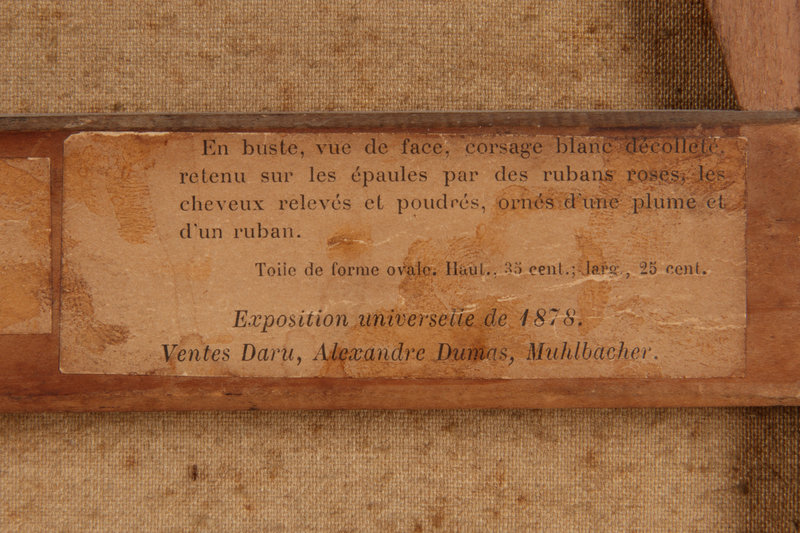 En buste, vue de face, corsage blanc décolleté,
retenu sur les épaules par des rubans roses, les
cheveux relevés et poudrés, ornés d'une plume et
d'un ruban.
Toile de forme ovale. Haut., 35 cent.; larg., 25 cent.
Exposition universelle de 1878.
Ventes Daru, Alexandre Dumas, Muhlbacher.